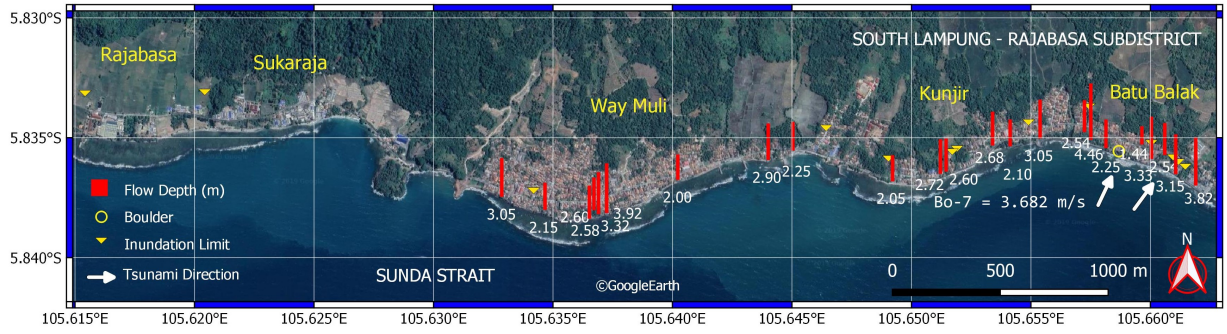 5.830°S
5.835°S
5.840°S
SOUTH LAMPUNG - RAJABASA SUBDISTRICT
Rajabasa
Sukaraja
Way Muli
Kunjir
Batu Balak
3.05
2.15
2.60
2.58
3.32
3.92
2.00
2.90
2.25
2.05
2.72
2.60
2.68
2.10
3.05
2.54
4.46
2.25
1.44
3.33
2.54
3.15
3.82
Bo-7 = 3.682 m/s
Flow Depth (m)
Boulder
Inundation Limit
Tsunami Direction
SUNDA STRAIT
©GoogleEarth
N
0 500 1000 m
105.615°E 105.620°E 105.625°E 105.630°E 105.635°E 105.640°E 105.645°E 105.650°E 105.655°E 105.660°E